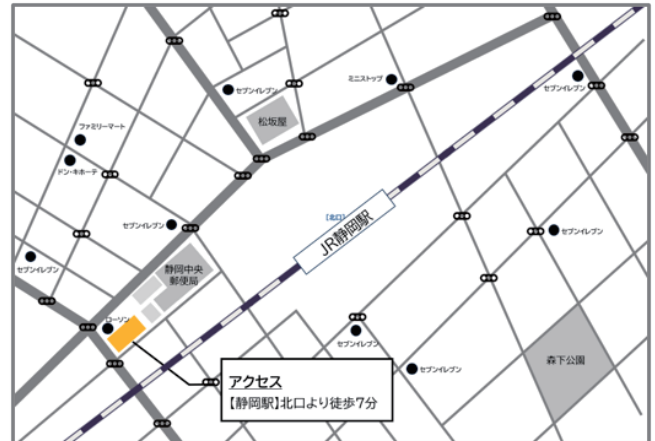 ミニストップ
セブンイレブン
セブンイレブン
松坂屋
ファミリーマート
ドン・キホーテ
【北口】
JR静岡駅
セブンイレブン
セブンイレブン
セブンイレブン
静岡中央
郵便局
ローソン
セブンイレブン
セブンイレブン
森下公園
アクセス
【静岡駅】北口より徒歩7分